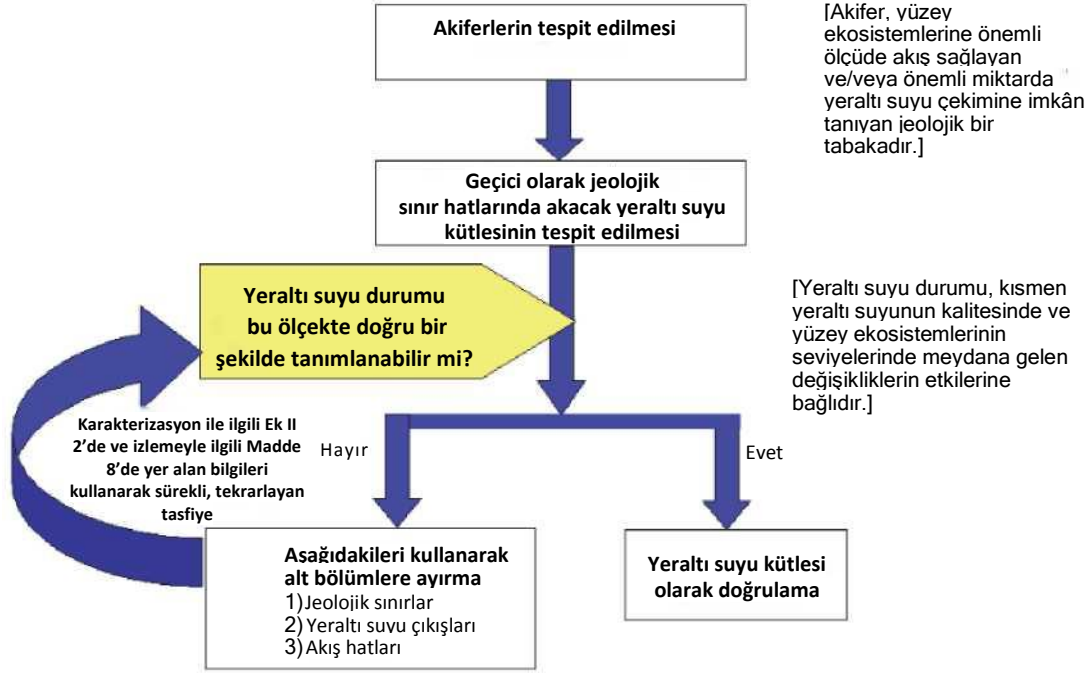 Akiferlerin tespit edilmesi
[Akifer, yüzey
ekosistemlerine önemli
ölçüde akış sağlayan
ve/veya önemli miktarda
yeraltı suyu çekimine imkân
tanıyan jeolojik bir
tabakadır.]
Geçici olarak jeolojik
sınır hatlarında akacak yeraltı suyu
kütlesinin tespit edilmesi
Yeraltı suyu durumu
bu ölçekte doğru bir
şekilde tanımlanabilir mi?
[Yeraltı suyu durumu, kısmen
yeraltı suyunun kalitesinde ve
yüzey ekosistemlerinin
seviyelerinde meydana gelen
değişikliklerin etkilerine
bağlıdır.]
Karakterizasyon ile ilgili Ek II
2’de ve izlemeyle ilgili Madde
8’de yer alan bilgileri
kullanarak sürekli, tekrarlayan
tasfiye
Hayır
Evet
Aşağıdakileri kullanarak
alt bölümlere ayırma
1)Jeolojik sınırlar
2)Yeraltı suyu çıkışları
3)Akış hatları
Yeraltı suyu kütlesi
olarak doğrulama